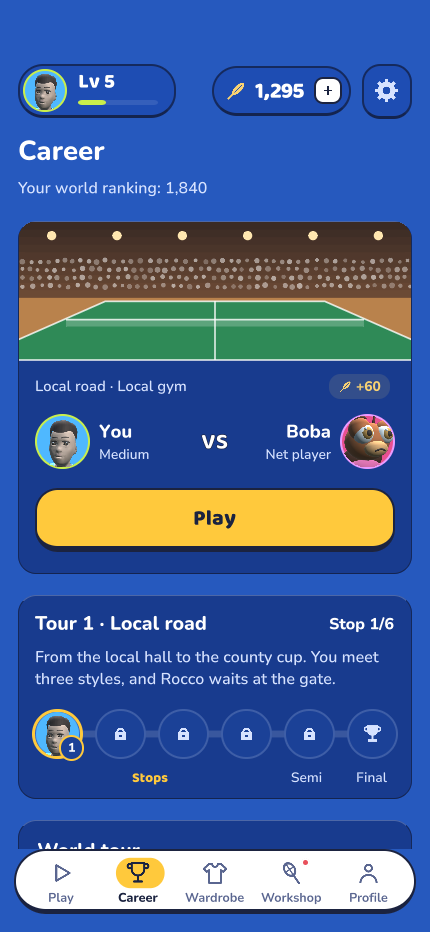 Lv 5
1,295
+
Career
Your world ranking: 1,840
Local road · Local gym
+60
You
Medium
VS
Boba
Net player
Play
Tour 1 · Local road
Stop 1/6
From the local hall to the county cup. You meet
three styles, and Rocco waits at the gate.
1
Stops
Semi
Final
World tour
Play
Career
Wardrobe
Workshop
Profile